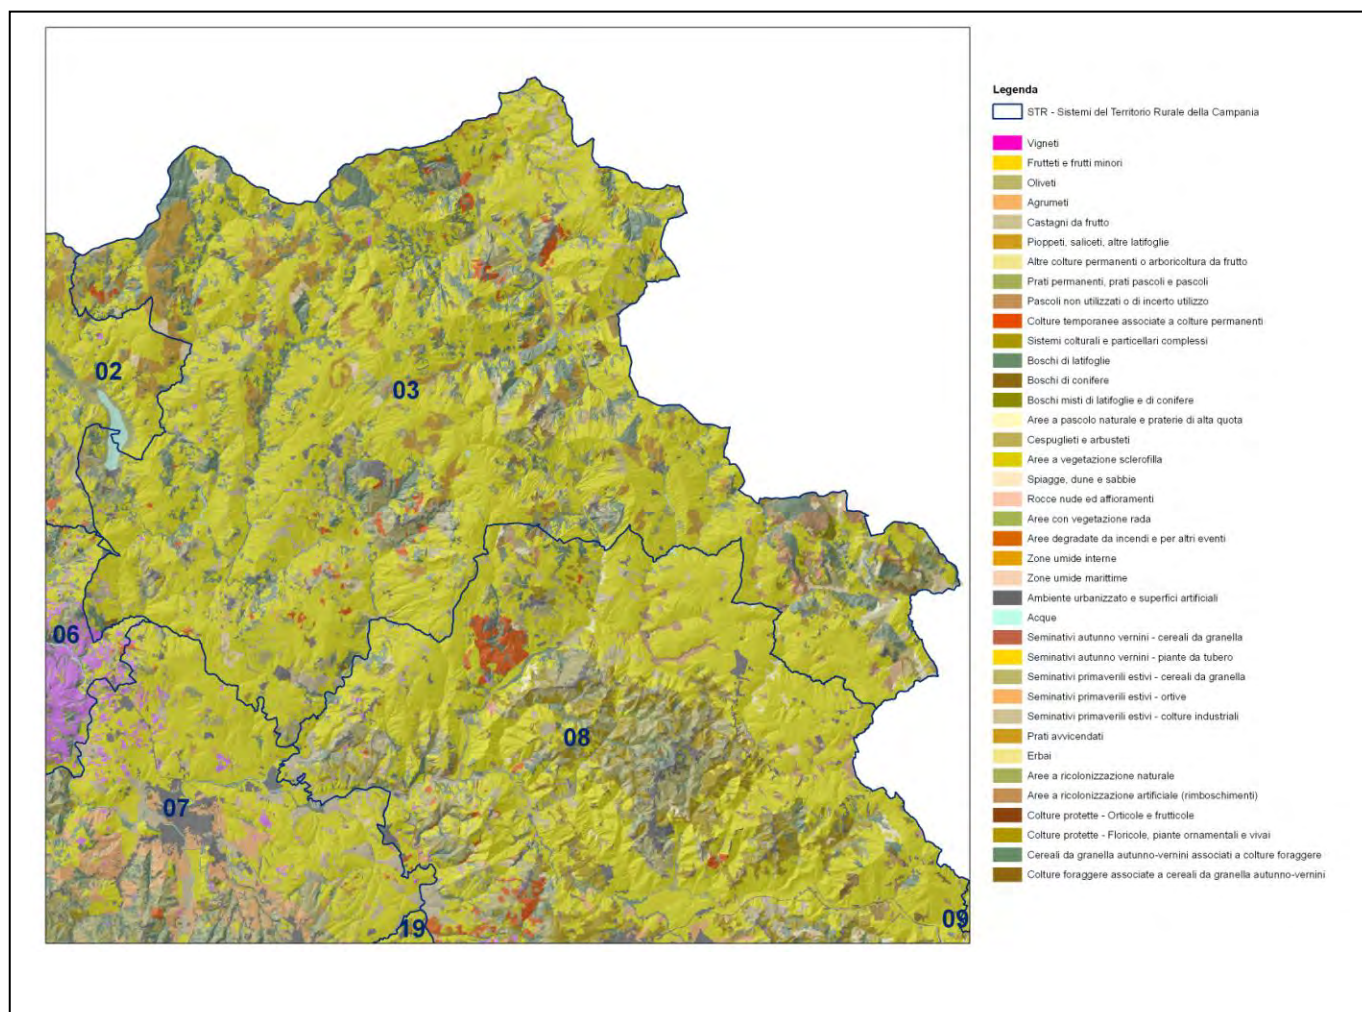 Legenda
STR - Sistemi del Territorio Rurale della Campania
Vigneti
Frutteti e frutti minori
Oliveti
Agrumeti
Castagni da frutto
Pioppeti, saliceti, altre latifoglie
Altre colture permanenti o arboricoltura da frutto
Prati permanenti, prati pascoli e pascoli
Pascoli non utilizzati o di incerto utilizzo
Colture temporanee associate a colture permanenti
Sistemi colturali e particellari complessi
Boschi di latifoglie
Boschi di conifere
Boschi misti di latifoglie e di conifere
Aree a pascolo naturale e praterie di alta quota
Cespuglieti e arbusteti
Aree a vegetazione sclerofilla
Spiagge, dune e sabbie
Rocce nude ed affioramenti
Aree con vegetazione rada
Aree degradate da incendi e per altri eventi
Zone umide interne
Zone umide marittime
Ambiente urbanizzato e superfici artificiali
Acque
Seminativi autunno vernini - cereali da granella
Seminativi autunno vernini - piante da tubero
Seminativi primaverili estivi - cereali da granella
Seminativi primaverili estivi - ortive
Seminativi primaverili estivi - colture industriali
Prati avvicendati
Erbai
Aree a ricolonizzazione naturale
Aree a ricolonizzazione artificiale (rimboschimenti)
Colture protette - Orticole e frutticole
Colture protette - Floricole, piante ornamentali e vivai
Cereali da granella autunno-vernini associati a colture foraggere
Colture foraggere associate a cereali da granella autunno-vernini
02
03
06
08
07
19
09